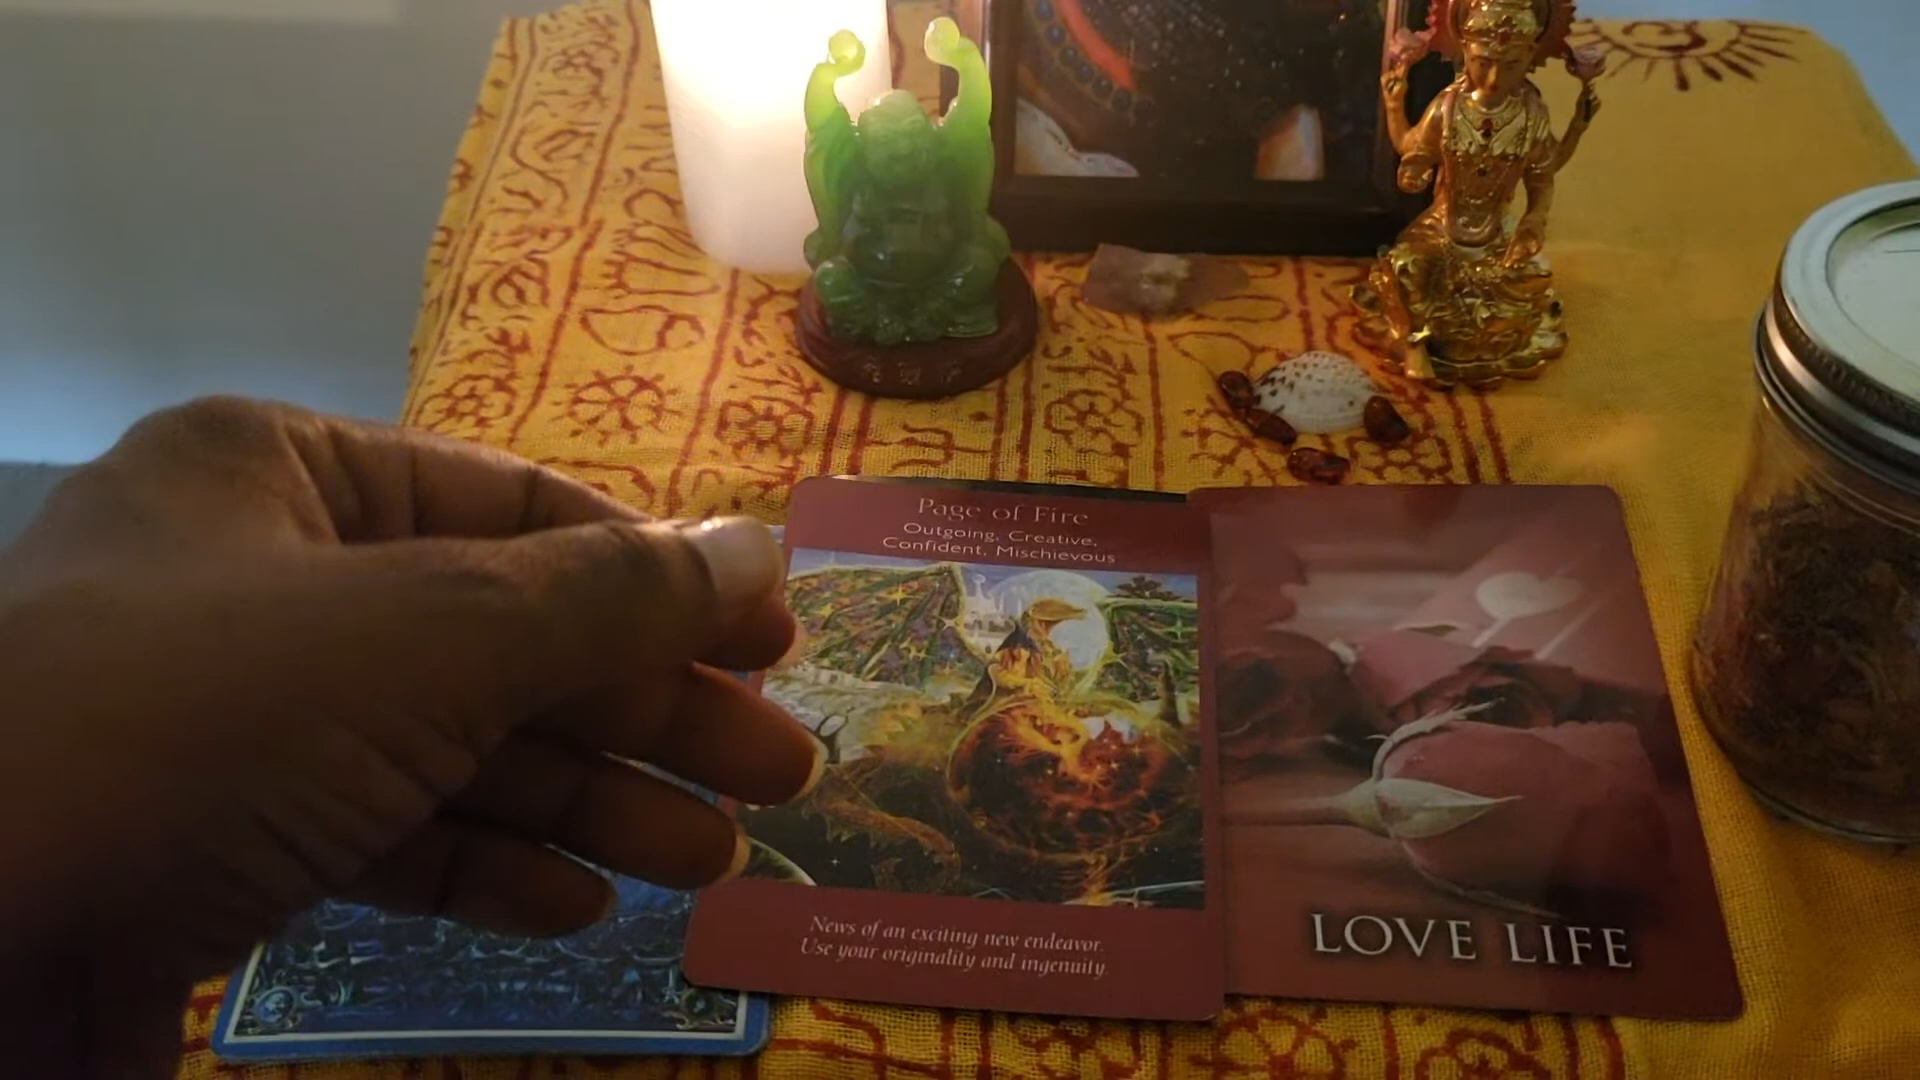 Page of Fire
Outgoing, Creative,
Confident, Mischievous
News of an exciting new endeavor.
Use your originality and ingenuity.
LOVE LIFE